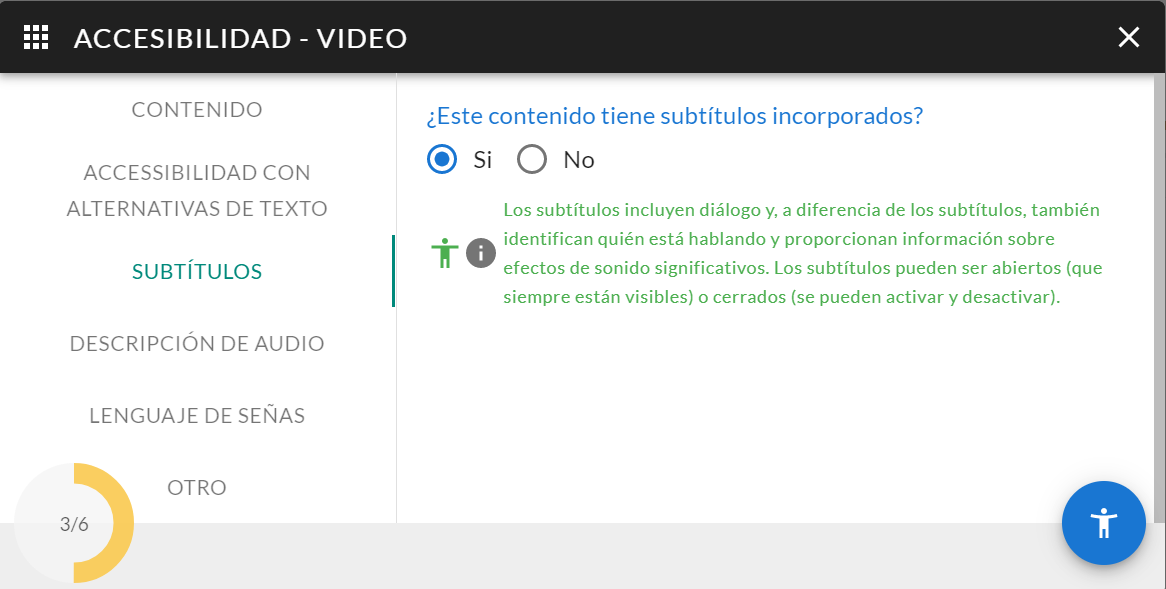 ACCESIBILIDAD - VIDEO
CONTENIDO
ACCESSIBILIDAD CON
ALTERNATIVAS DE TEXTO
SUBTÍTULOS
DESCRIPCIÓN DE AUDIO
LENGUAJE DE SEÑAS
OTRO
3/6
¿Este contenido tiene subtítulos incorporados?
Si No
Los subtítulos incluyen diálogo y, a diferencia de los subtítulos, también
identifican quién está hablando y proporcionan información sobre
efectos de sonido significativos. Los subtítulos pueden ser abiertos (que
siempre están visibles) o cerrados (se pueden activar y desactivar).